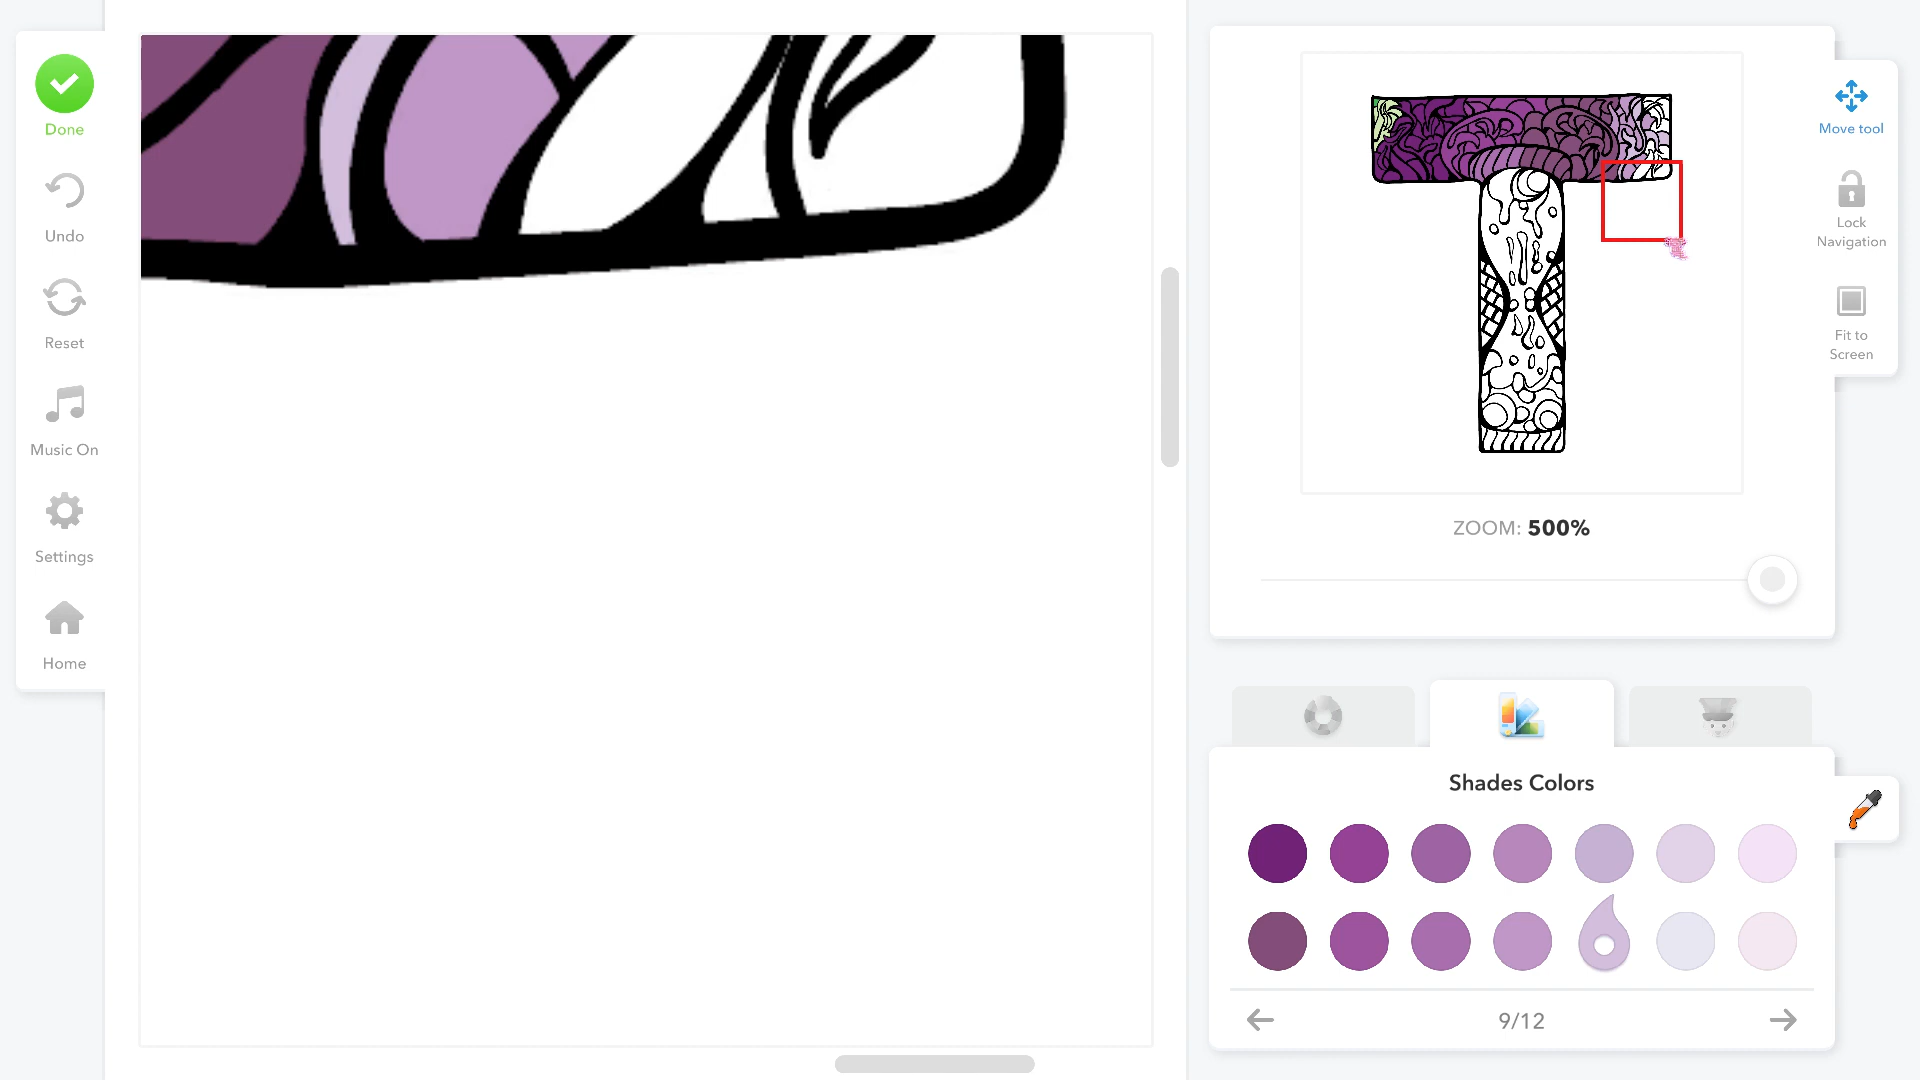 Done
Undo
Reset
Music On
Settings
Home
ZOOM: 500%
Move tool
Lock
Navigation
Fit to
Screen
Shades Colors
9/12